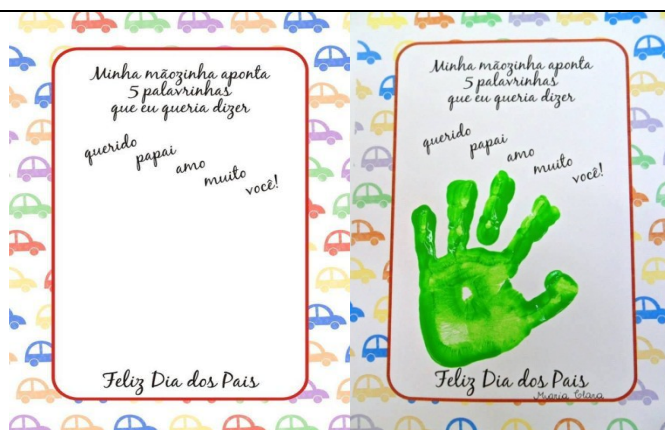 Minha mãozinha aponta
5 palavrinhas
que eu queria dizer
querido papai amo muito você!
Feliz Dia dos Pais
Minha mãozinha aponta
5 palavrinhas
que eu queria dizer
querido papai amo muito você!
Feliz Dia dos Pais
Maria Clara